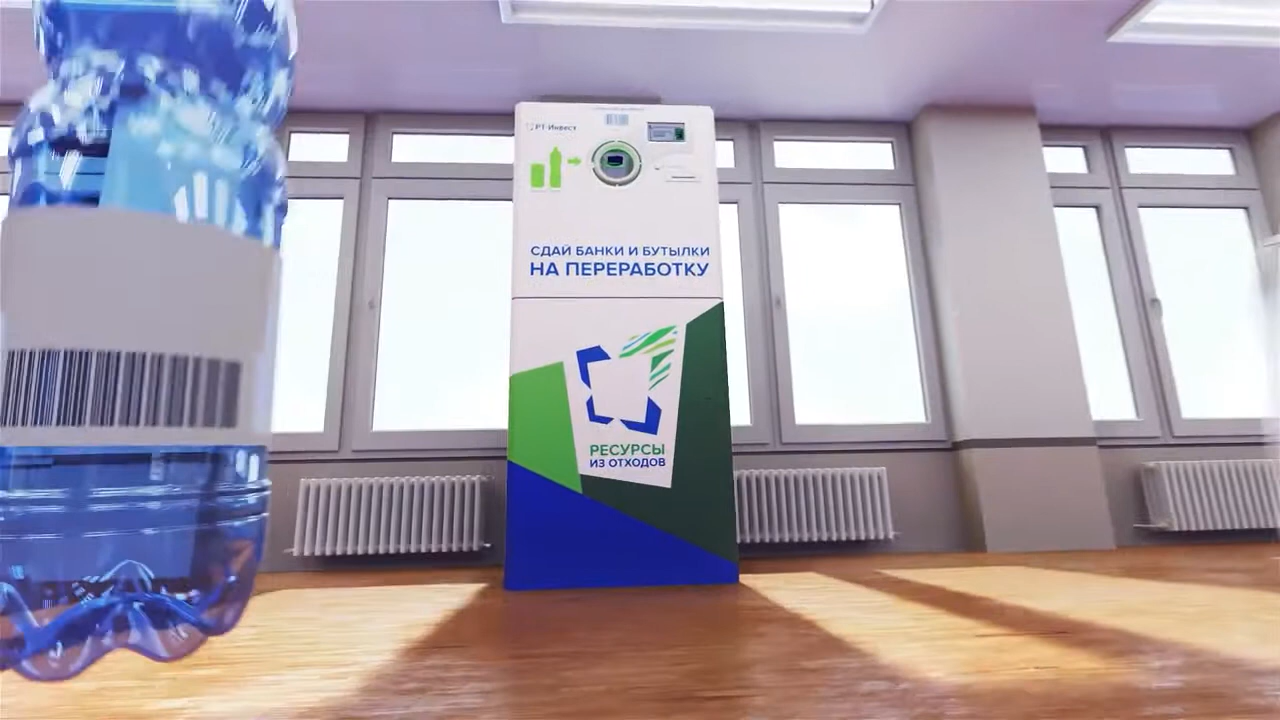 РТ-Инвест
СДАЙ БАНКИ И БУТЫЛКИ
НА ПЕРЕРАБОТКУ
РЕСУРСЫ
ИЗ ОТХОДОВ